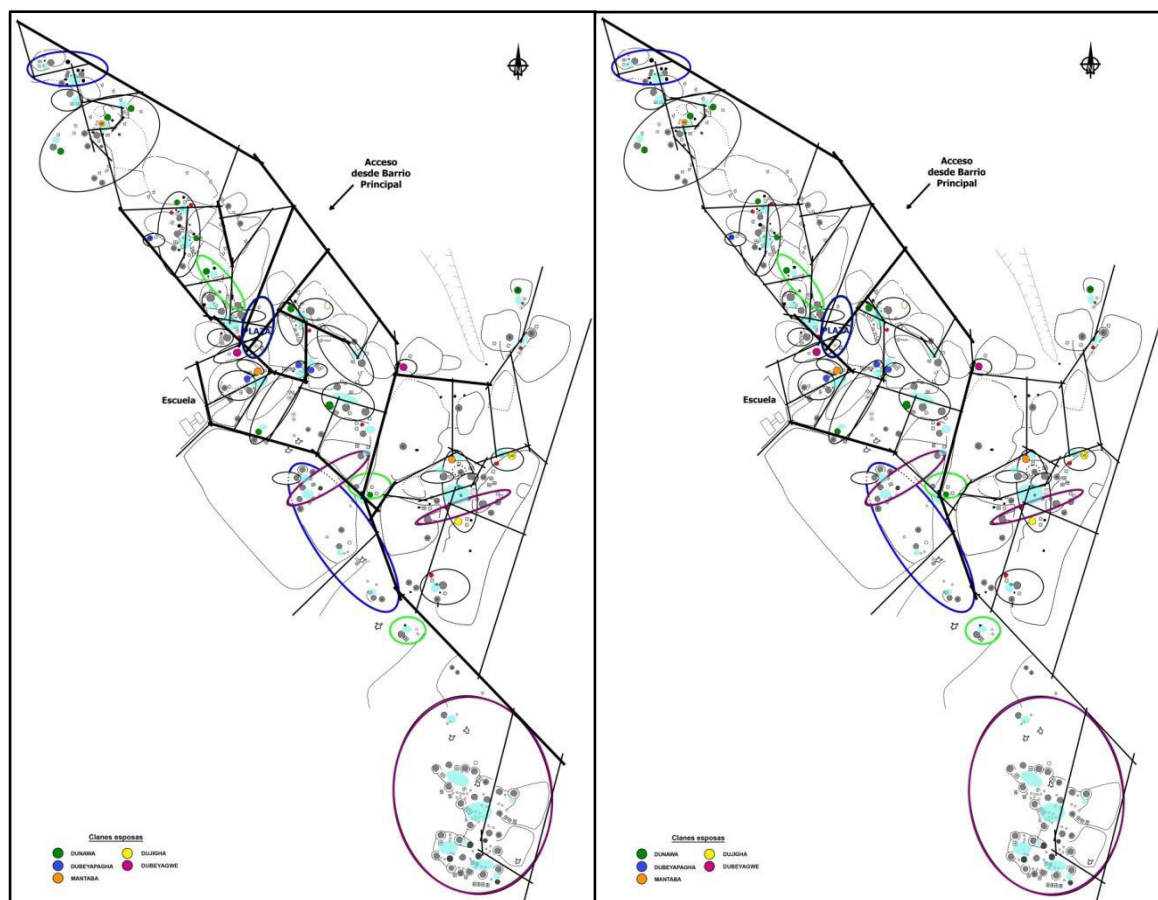 N
Acceso
desde Barrio
Principal
PLAZA
Escuela
Clanes esposas
DUNAWA
DUJIGHA
DUBEYAPAGHA
DUBEYAGWE
MANTABA
N
Acceso
desde Barrio
Principal
PLAZA
Escuela
Clanes esposas
DUNAWA
DUJIGHA
DUBEYAPAGHA
DUBEYAGWE
MANTABA